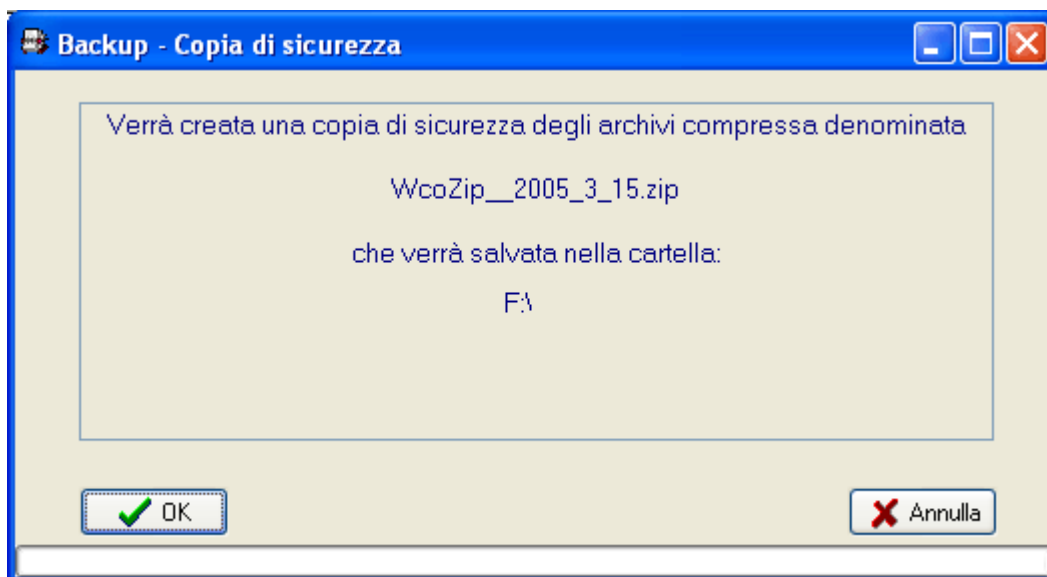 Backup - Copia di sicurezza
Verrà creata una copia di sicurezza degli archivi compressa denominata
WcoZip__2005_3_15.zip
che verrà salvata nella cartella:
F:\
OK
Annulla